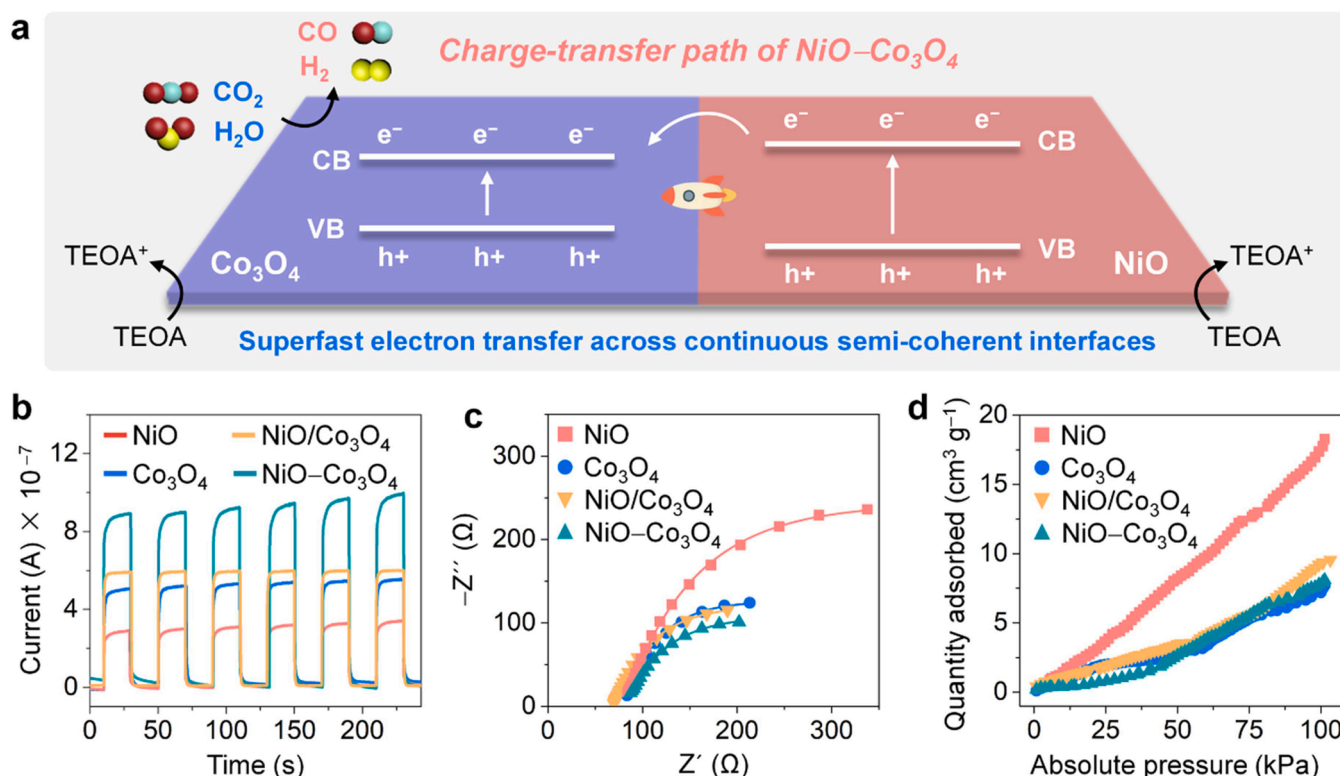 a
Charge-transfer path of NiO–Co₃O₄
CO
H₂
CO₂
H₂O
e⁻ e⁻ e⁻
CB
VB
h+ h+ h+
Co₃O₄
e⁻ e⁻ e⁻
CB
VB
h+ h+ h+
NiO
TEOA⁺
TEOA
TEOA⁺
TEOA
Superfast electron transfer across continuous semi-coherent interfaces
b
Current (A) × 10⁻⁷
12
8
4
0
NiO
NiO/Co₃O₄
Co₃O₄
NiO–Co₃O₄
0 50 100 150 200
Time (s)
c
–Z′′ (Ω)
300
200
100
0
NiO
Co₃O₄
NiO/Co₃O₄
NiO–Co₃O₄
0 100 200 300
Z′ (Ω)
d
Quantity adsorbed (cm³ g⁻¹)
20
15
10
5
0
NiO
Co₃O₄
NiO/Co₃O₄
NiO–Co₃O₄
0 25 50 75 100
Absolute pressure (kPa)